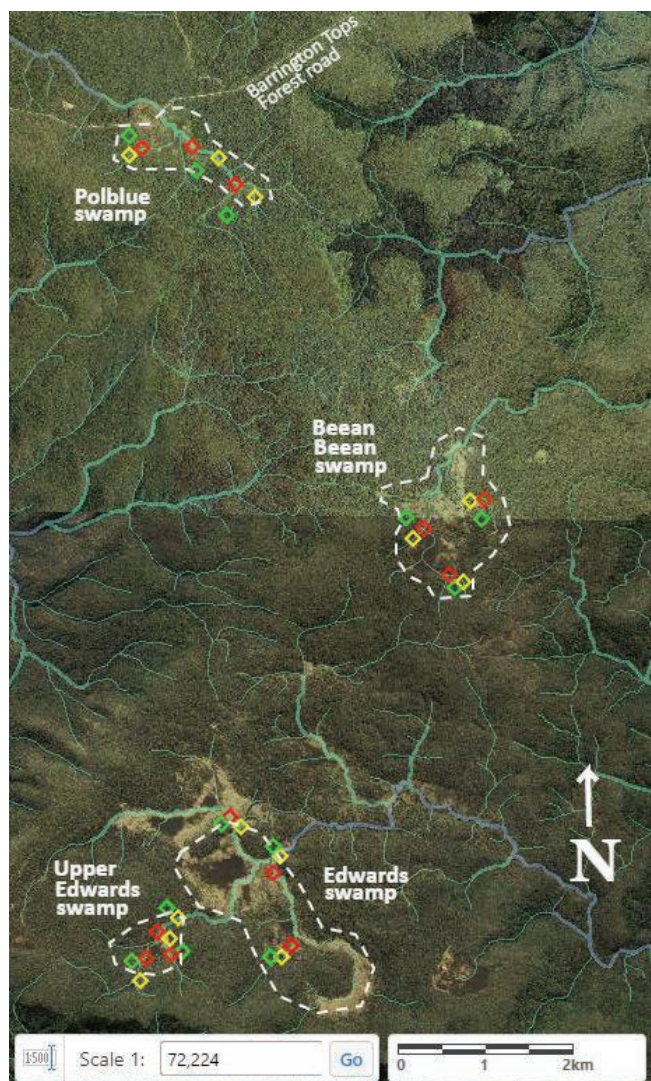 Barrington Tops
Forest road
Polblue
swamp
Beean
Beean
swamp
Upper
Edwards
swamp
Edwards
swamp
N
1:500
Scale 1:
72,224
Go
0
1
2km